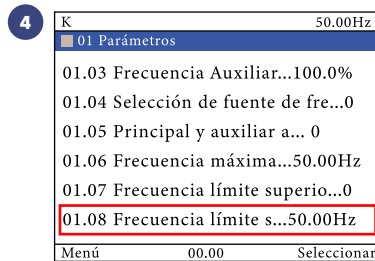 4
K 50.00Hz
01 Parámetros
01.03 Frecuencia Auxiliar...100.0%
01.04 Selección de fuente de fre...0
01.05 Principal y auxiliar a... 0
01.06 Frecuencia máxima...50.00Hz
01.07 Frecuencia límite superio...0
01.08 Frecuencia límite s...50.00Hz
Menú 00.00 Seleccionar